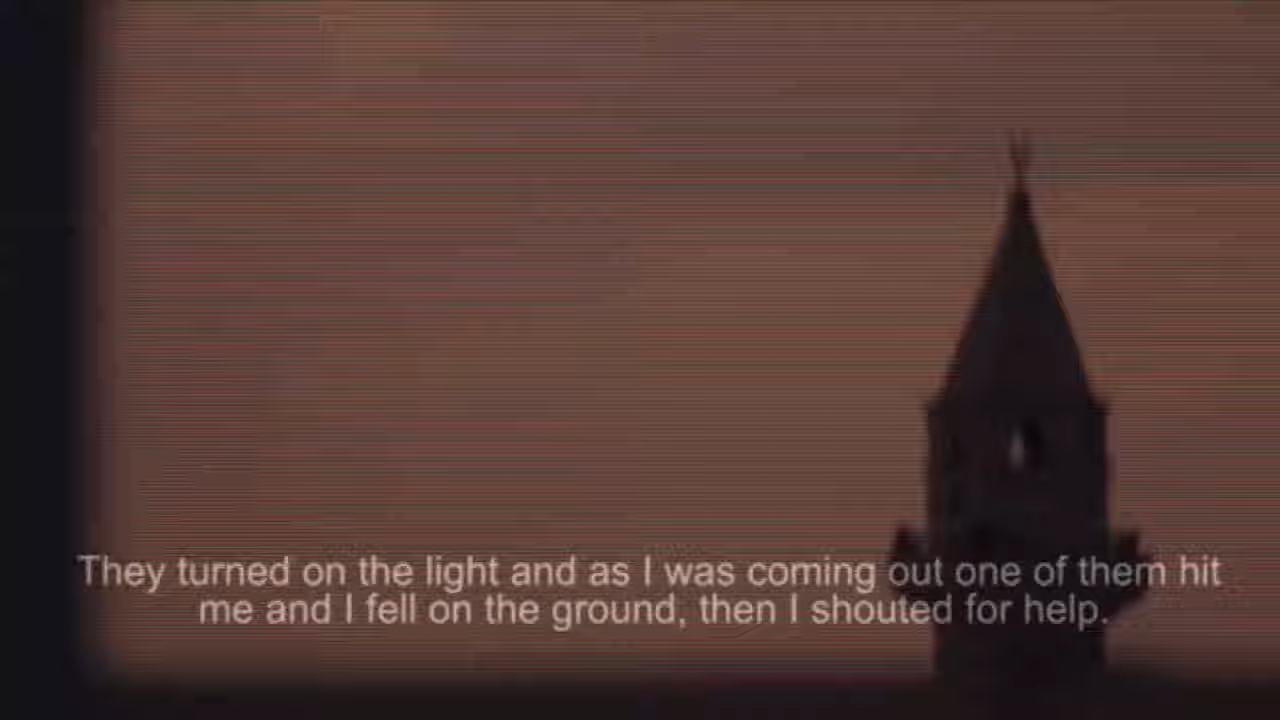 They turned on the light and as I was coming out one of them hit
me and I fell on the ground, then I shouted for help.